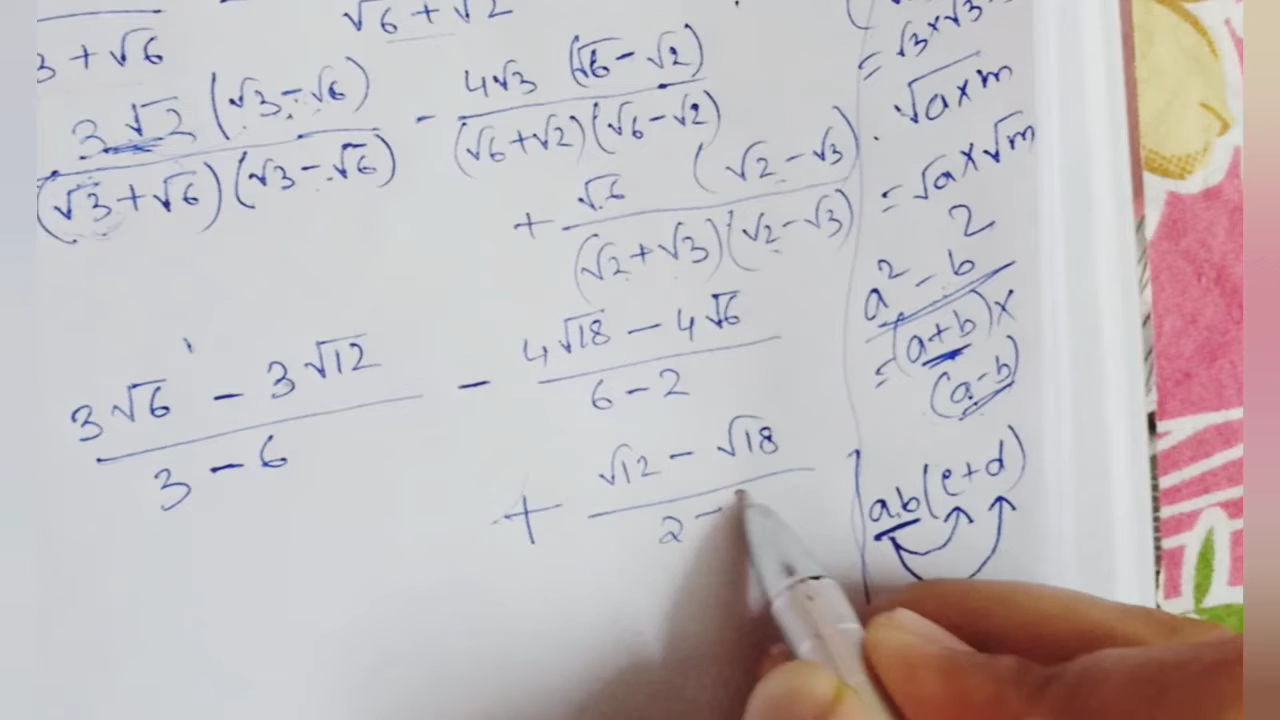 √6 + √2
3 + √6
3√2 (√3 - √6) / (√3 + √6)(√3 - √6) - 4√3 (√6 - √2) / (√6 + √2)(√6 - √2)
+ √6 (√2 - √3) / (√2 + √3)(√2 - √3)
3√6 - 3√12 / 3 - 6 - 4√18 - 4√6 / 6 - 2
+ √12 - √18 / 2 -
= √3 × √3
√a×m
= √a × √m
a² - b²
= (a+b)×
(a-b)
a.b(c+d)